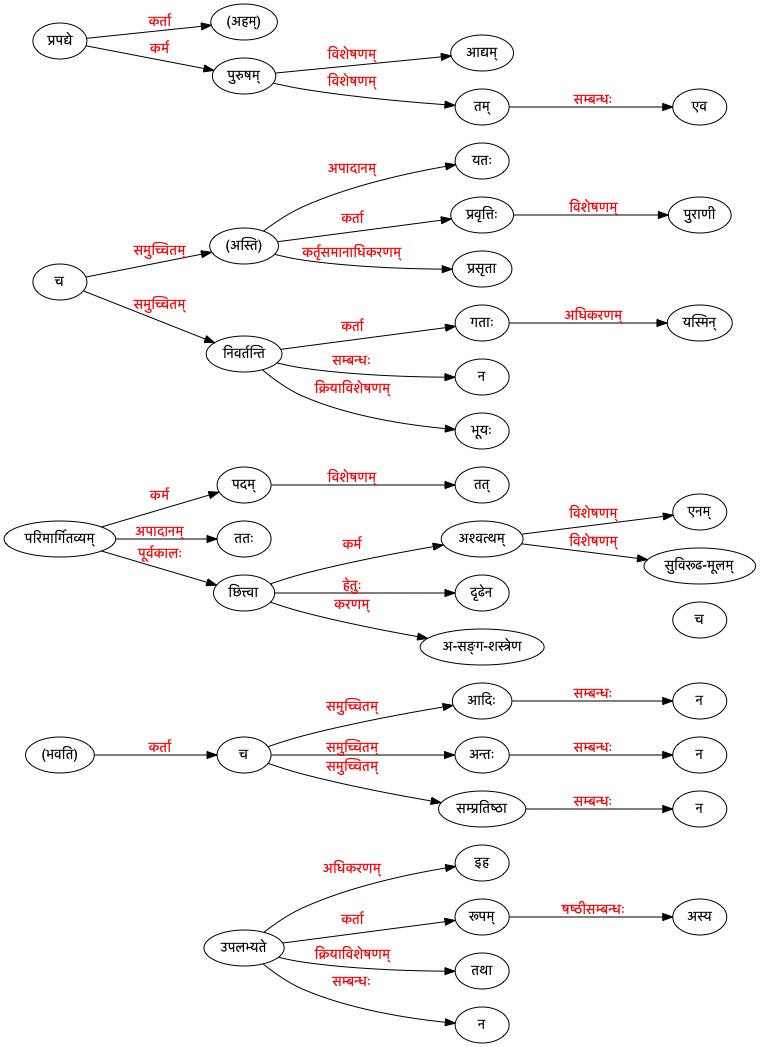 कर्ता
(अहम्)
प्रपद्ये
कर्म
पुरुषम्
विशेषणम्
आद्यम्
विशेषणम्
तम्
सम्बन्धः
एव
अपादानम्
यतः
कर्ता
प्रवृत्तिः
विशेषणम्
पुराणी
समुच्चितम्
(अस्ति)
कर्तृसमानाधिकरणम्
प्रसृता
च
समुच्चितम्
निवर्तन्ति
कर्ता
गताः
अधिकरणम्
यस्मिन्
सम्बन्धः
न
क्रियाविशेषणम्
भूयः
कर्म
पदम्
विशेषणम्
तत्
परिमार्गितव्यम्
अपादानम्
ततः
पूर्वकालः
छित्त्वा
कर्म
अश्वत्थम्
विशेषणम्
एनम्
विशेषणम्
सुविरूढ-मूलम्
हेतुः
दृढेन
करणम्
अ-सङ्ग-शस्त्रेण
च
समुच्चितम्
आदिः
सम्बन्धः
न
(भवति)
कर्ता
च
समुच्चितम्
अन्तः
सम्बन्धः
न
समुच्चितम्
सम्प्रतिष्ठा
सम्बन्धः
न
अधिकरणम्
इह
कर्ता
रूपम्
षष्ठीसम्बन्धः
अस्य
उपलभ्यते
क्रियाविशेषणम्
तथा
सम्बन्धः
न